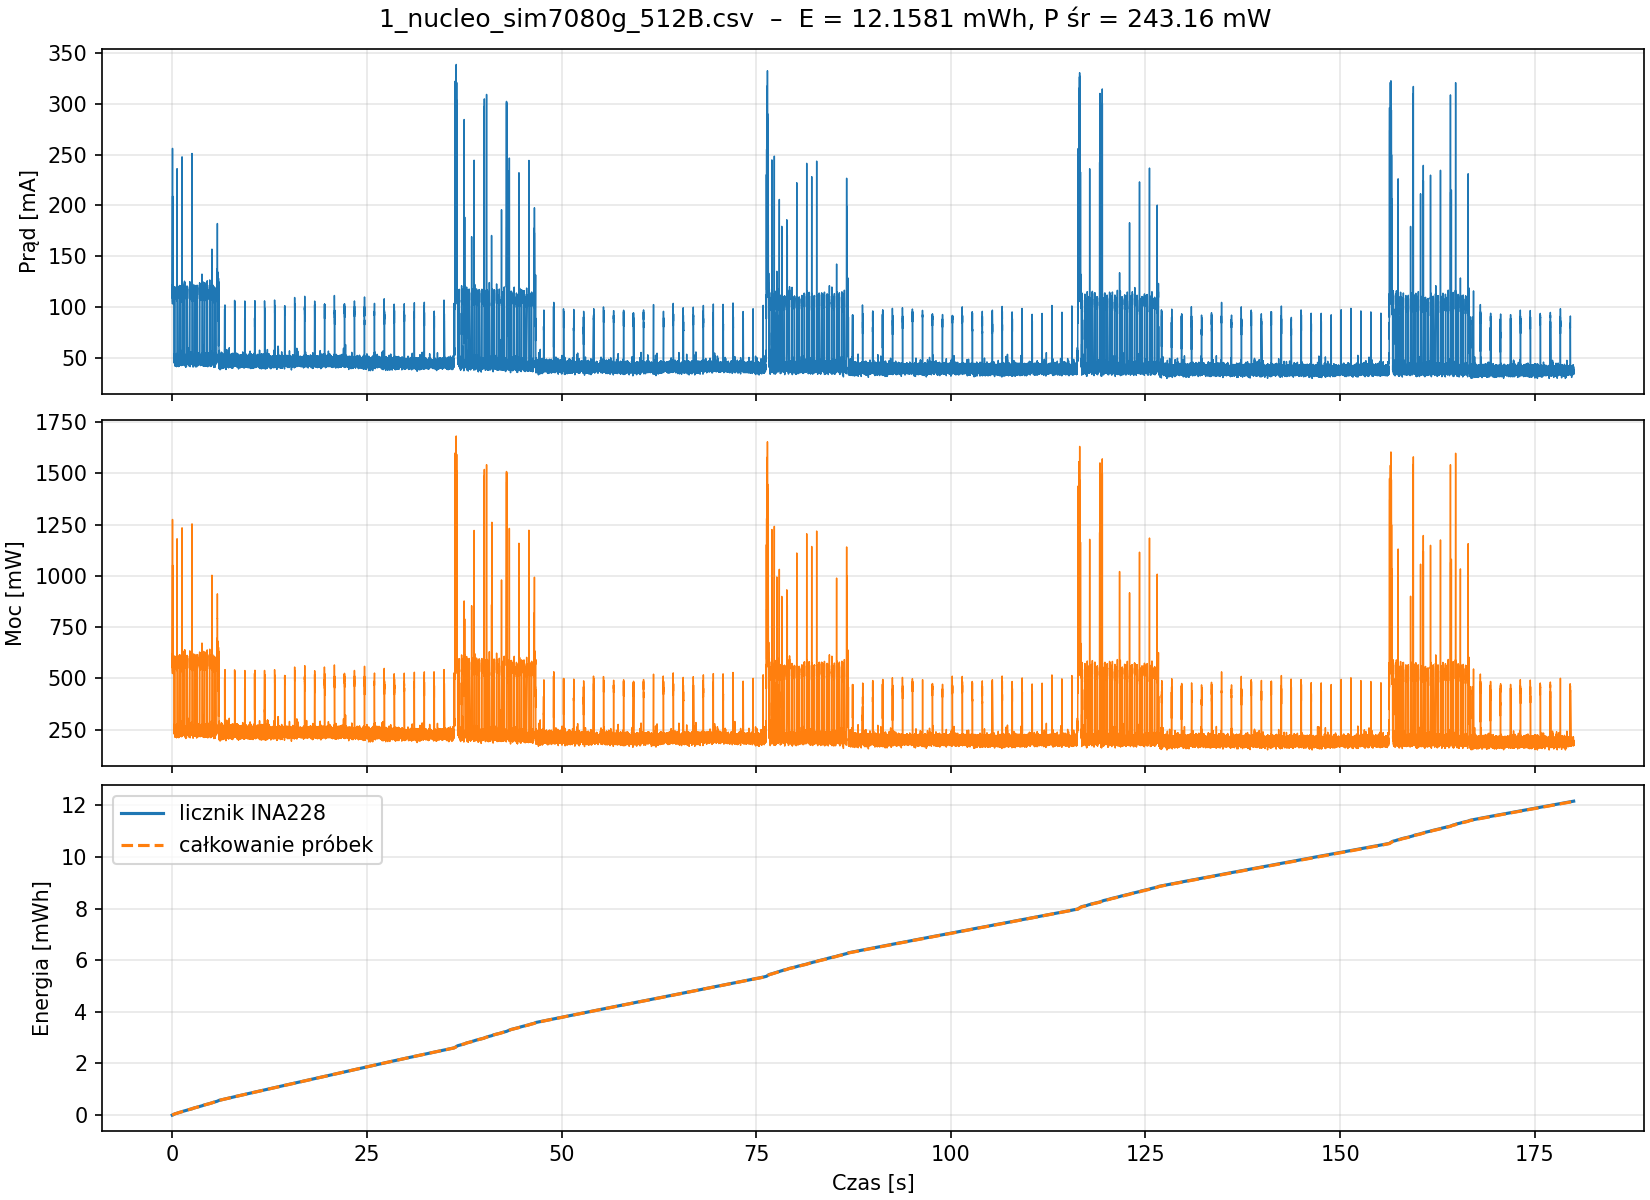 1_nucleo_sim7080g_512B.csv  –  E = 12.1581 mWh, P śr = 243.16 mW
Prąd [mA]
350
300
250
200
150
100
50
Moc [mW]
1750
1500
1250
1000
750
500
250
Energia [mWh]
12
10
8
6
4
2
0
licznik INA228
całkowanie próbek
0 25 50 75 100 125 150 175
Czas [s]